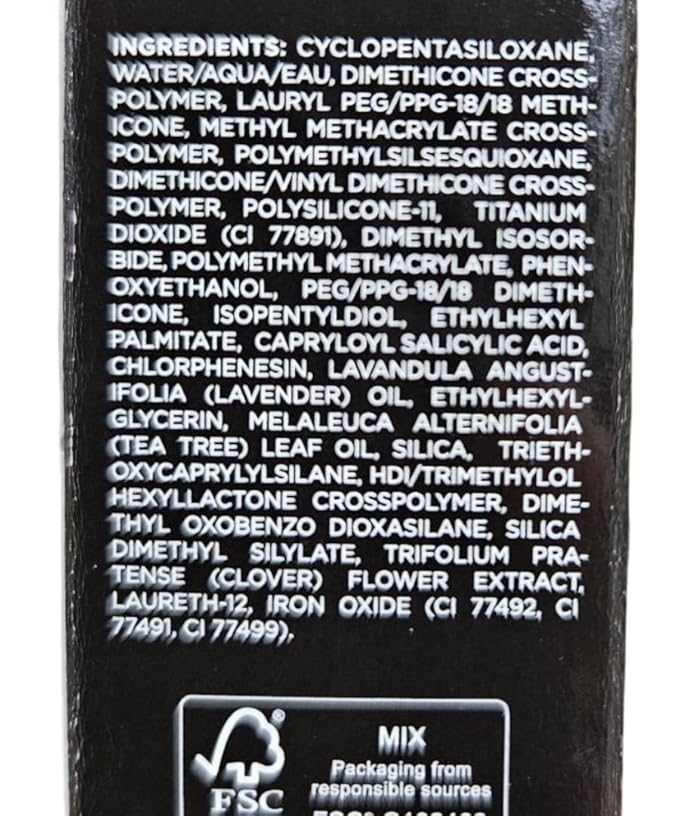 INGREDIENTS: CYCLOPENTASILOXANE,
WATER/AQUA/EAU, DIMETHICONE CROSS-
POLYMER, LAURYL PEG/PPG-18/18 METH-
ICONE, METHYL METHACRYLATE CROSS-
POLYMER, POLYMETHYLSILSESQUIOXANE,
DIMETHICONE/VINYL DIMETHICONE CROSS-
POLYMER, POLYSILICONE-11, TITANIUM
DIOXIDE (CI 77891), DIMETHYL ISOSOR-
BIDE, POLYMETHYL METHACRYLATE, PHEN-
OXYETHANOL, PEG/PPG-18/18 DIMETH-
ICONE, ISOPENTYLDIOL, ETHYLHEXYL
PALMITATE, CAPRYLOYL SALICYLIC ACID,
CHLORPHENESIN, LAVANDULA ANGUST-
IFOLIA (LAVENDER) OIL, ETHYLHEXYL-
GLYCERIN, MELALEUCA ALTERNIFOLIA
(TEA TREE) LEAF OIL, SILICA, TRIETH-
OXYCAPRYLYLSILANE, HDI/TRIMETHYLOL
HEXYLLACTONE CROSSPOLYMER, DIME-
THYL OXOBENZO DIOXASILANE, SILICA
DIMETHYL SILYLATE, TRIFOLIUM PRA-
TENSE (CLOVER) FLOWER EXTRACT,
LAURETH-12, IRON OXIDE (CI 77492, CI
77491, CI 77499).
®
MIX
Packaging from
responsible sources
FSC